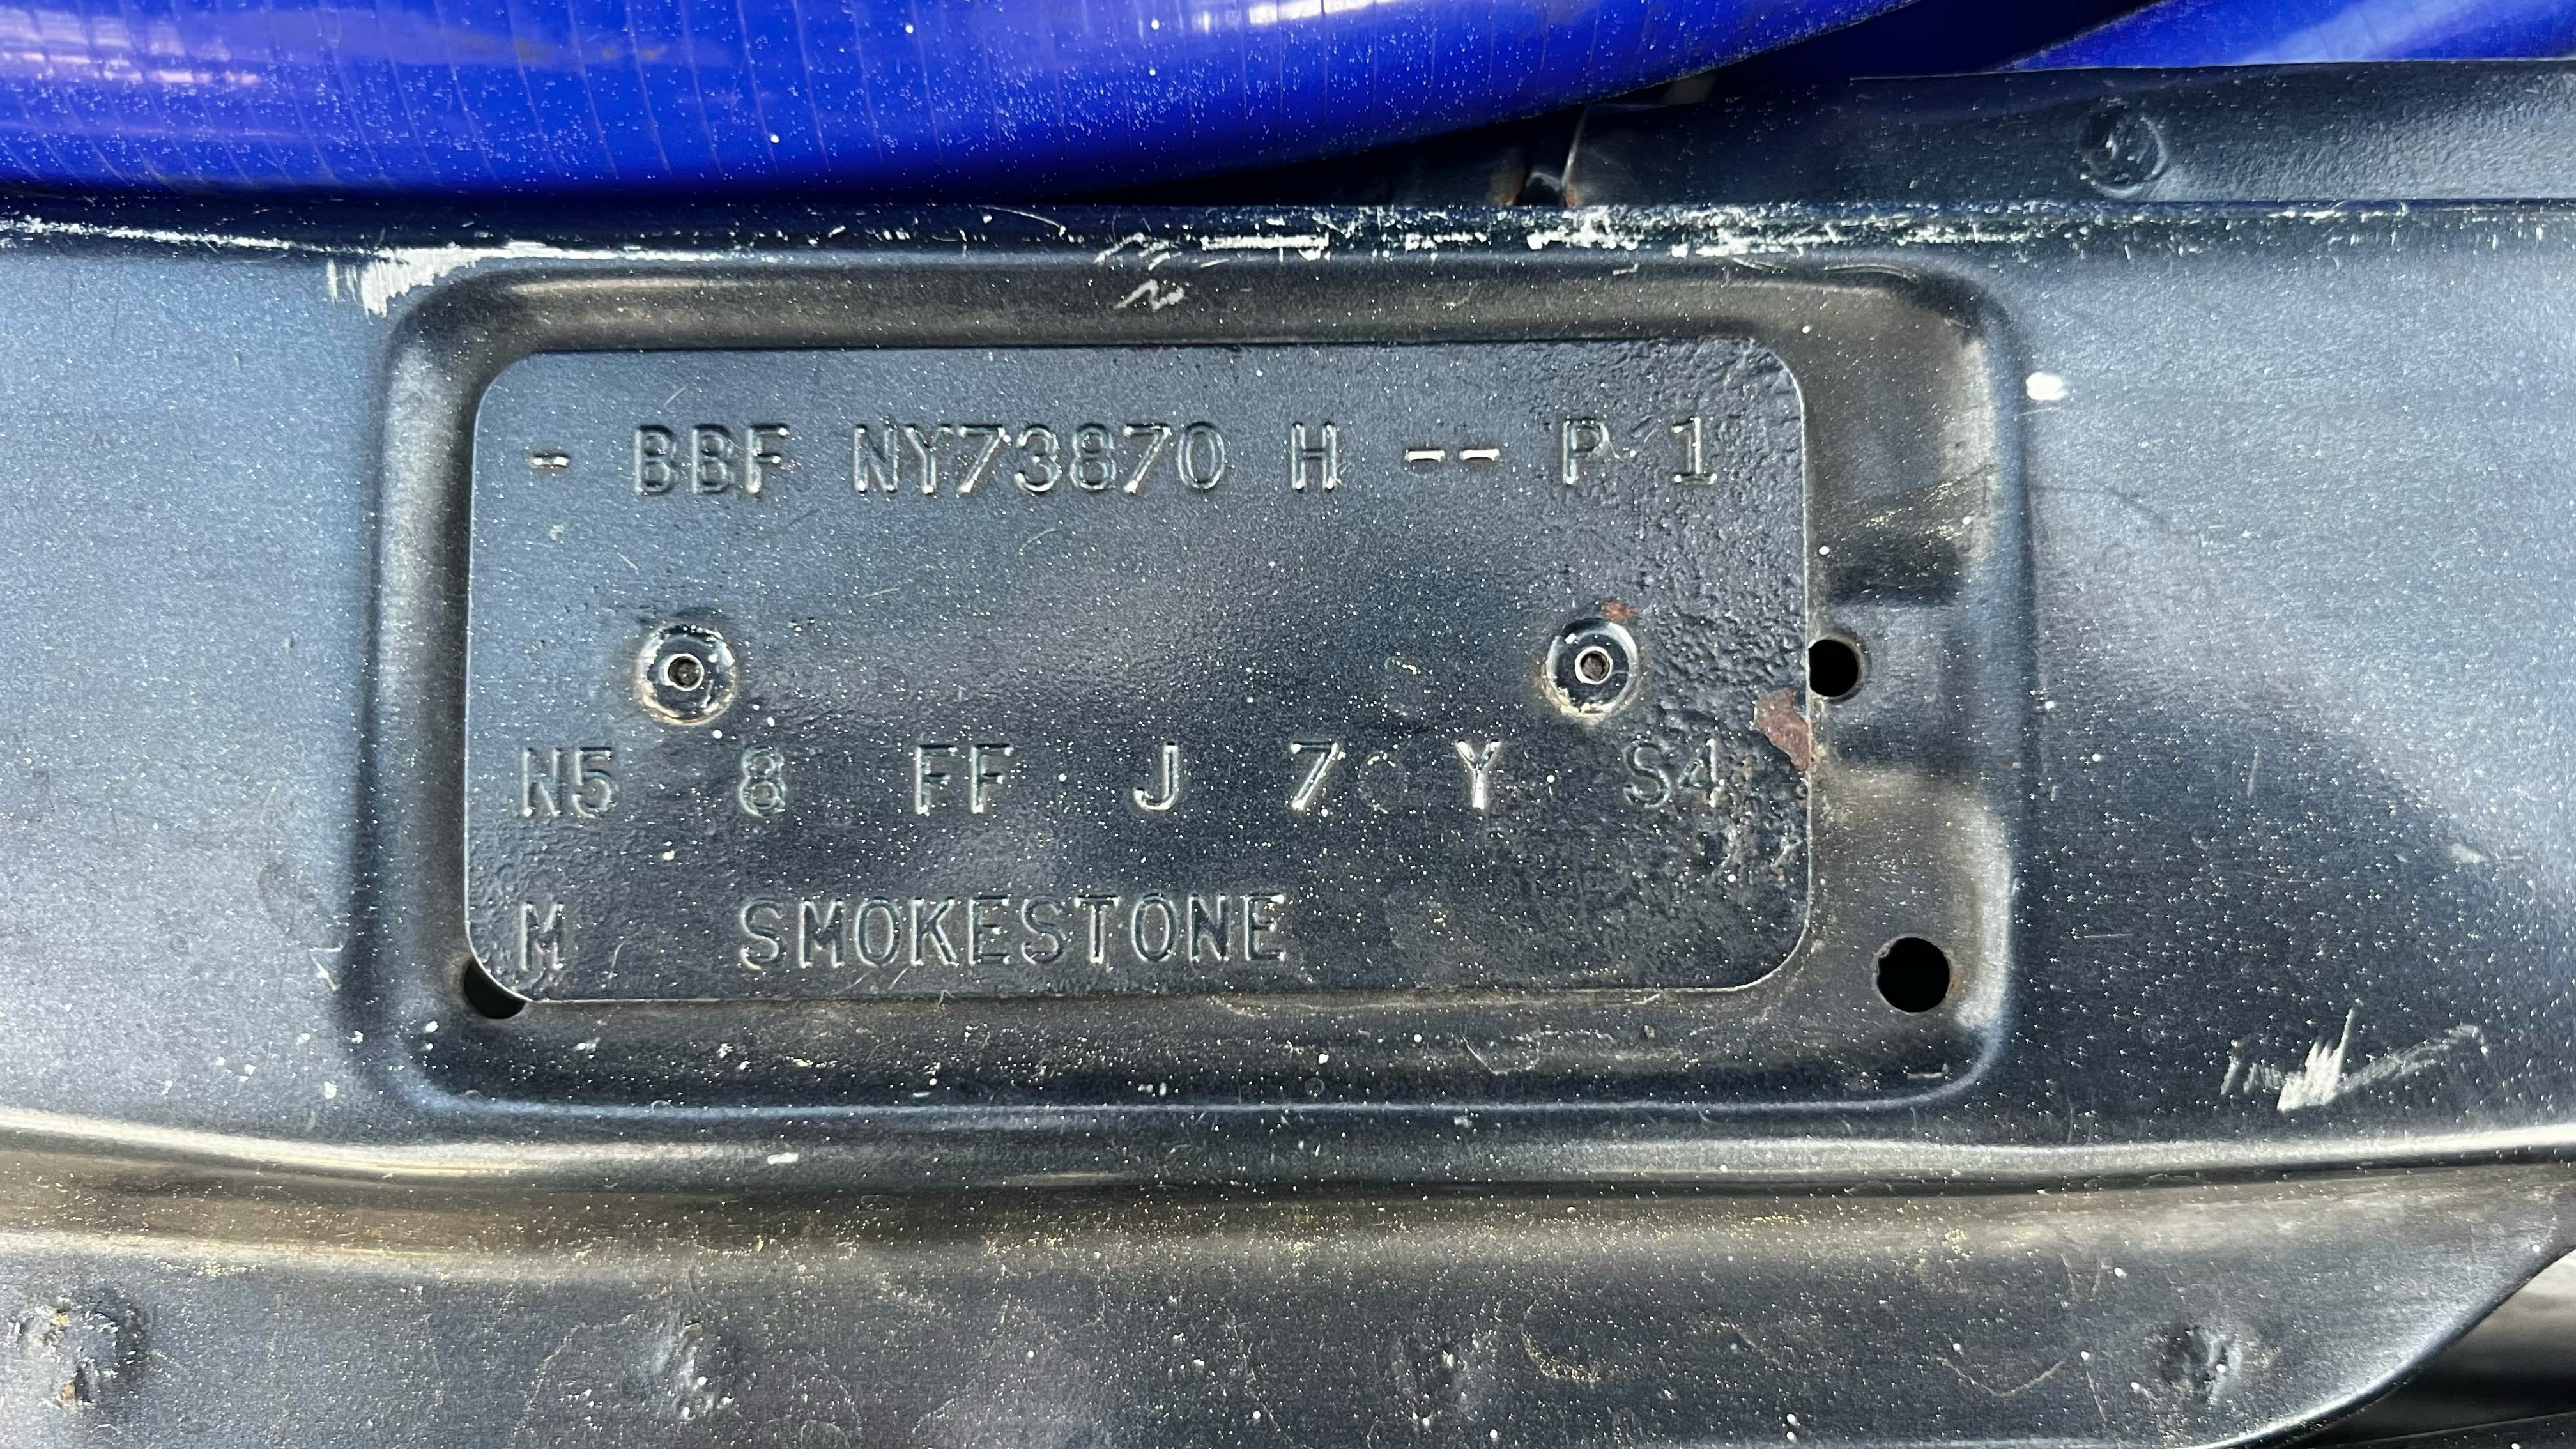 - BBF NY73870 H -- P 1
N5 8 FF J 7 Y S4
M SMOKESTONE